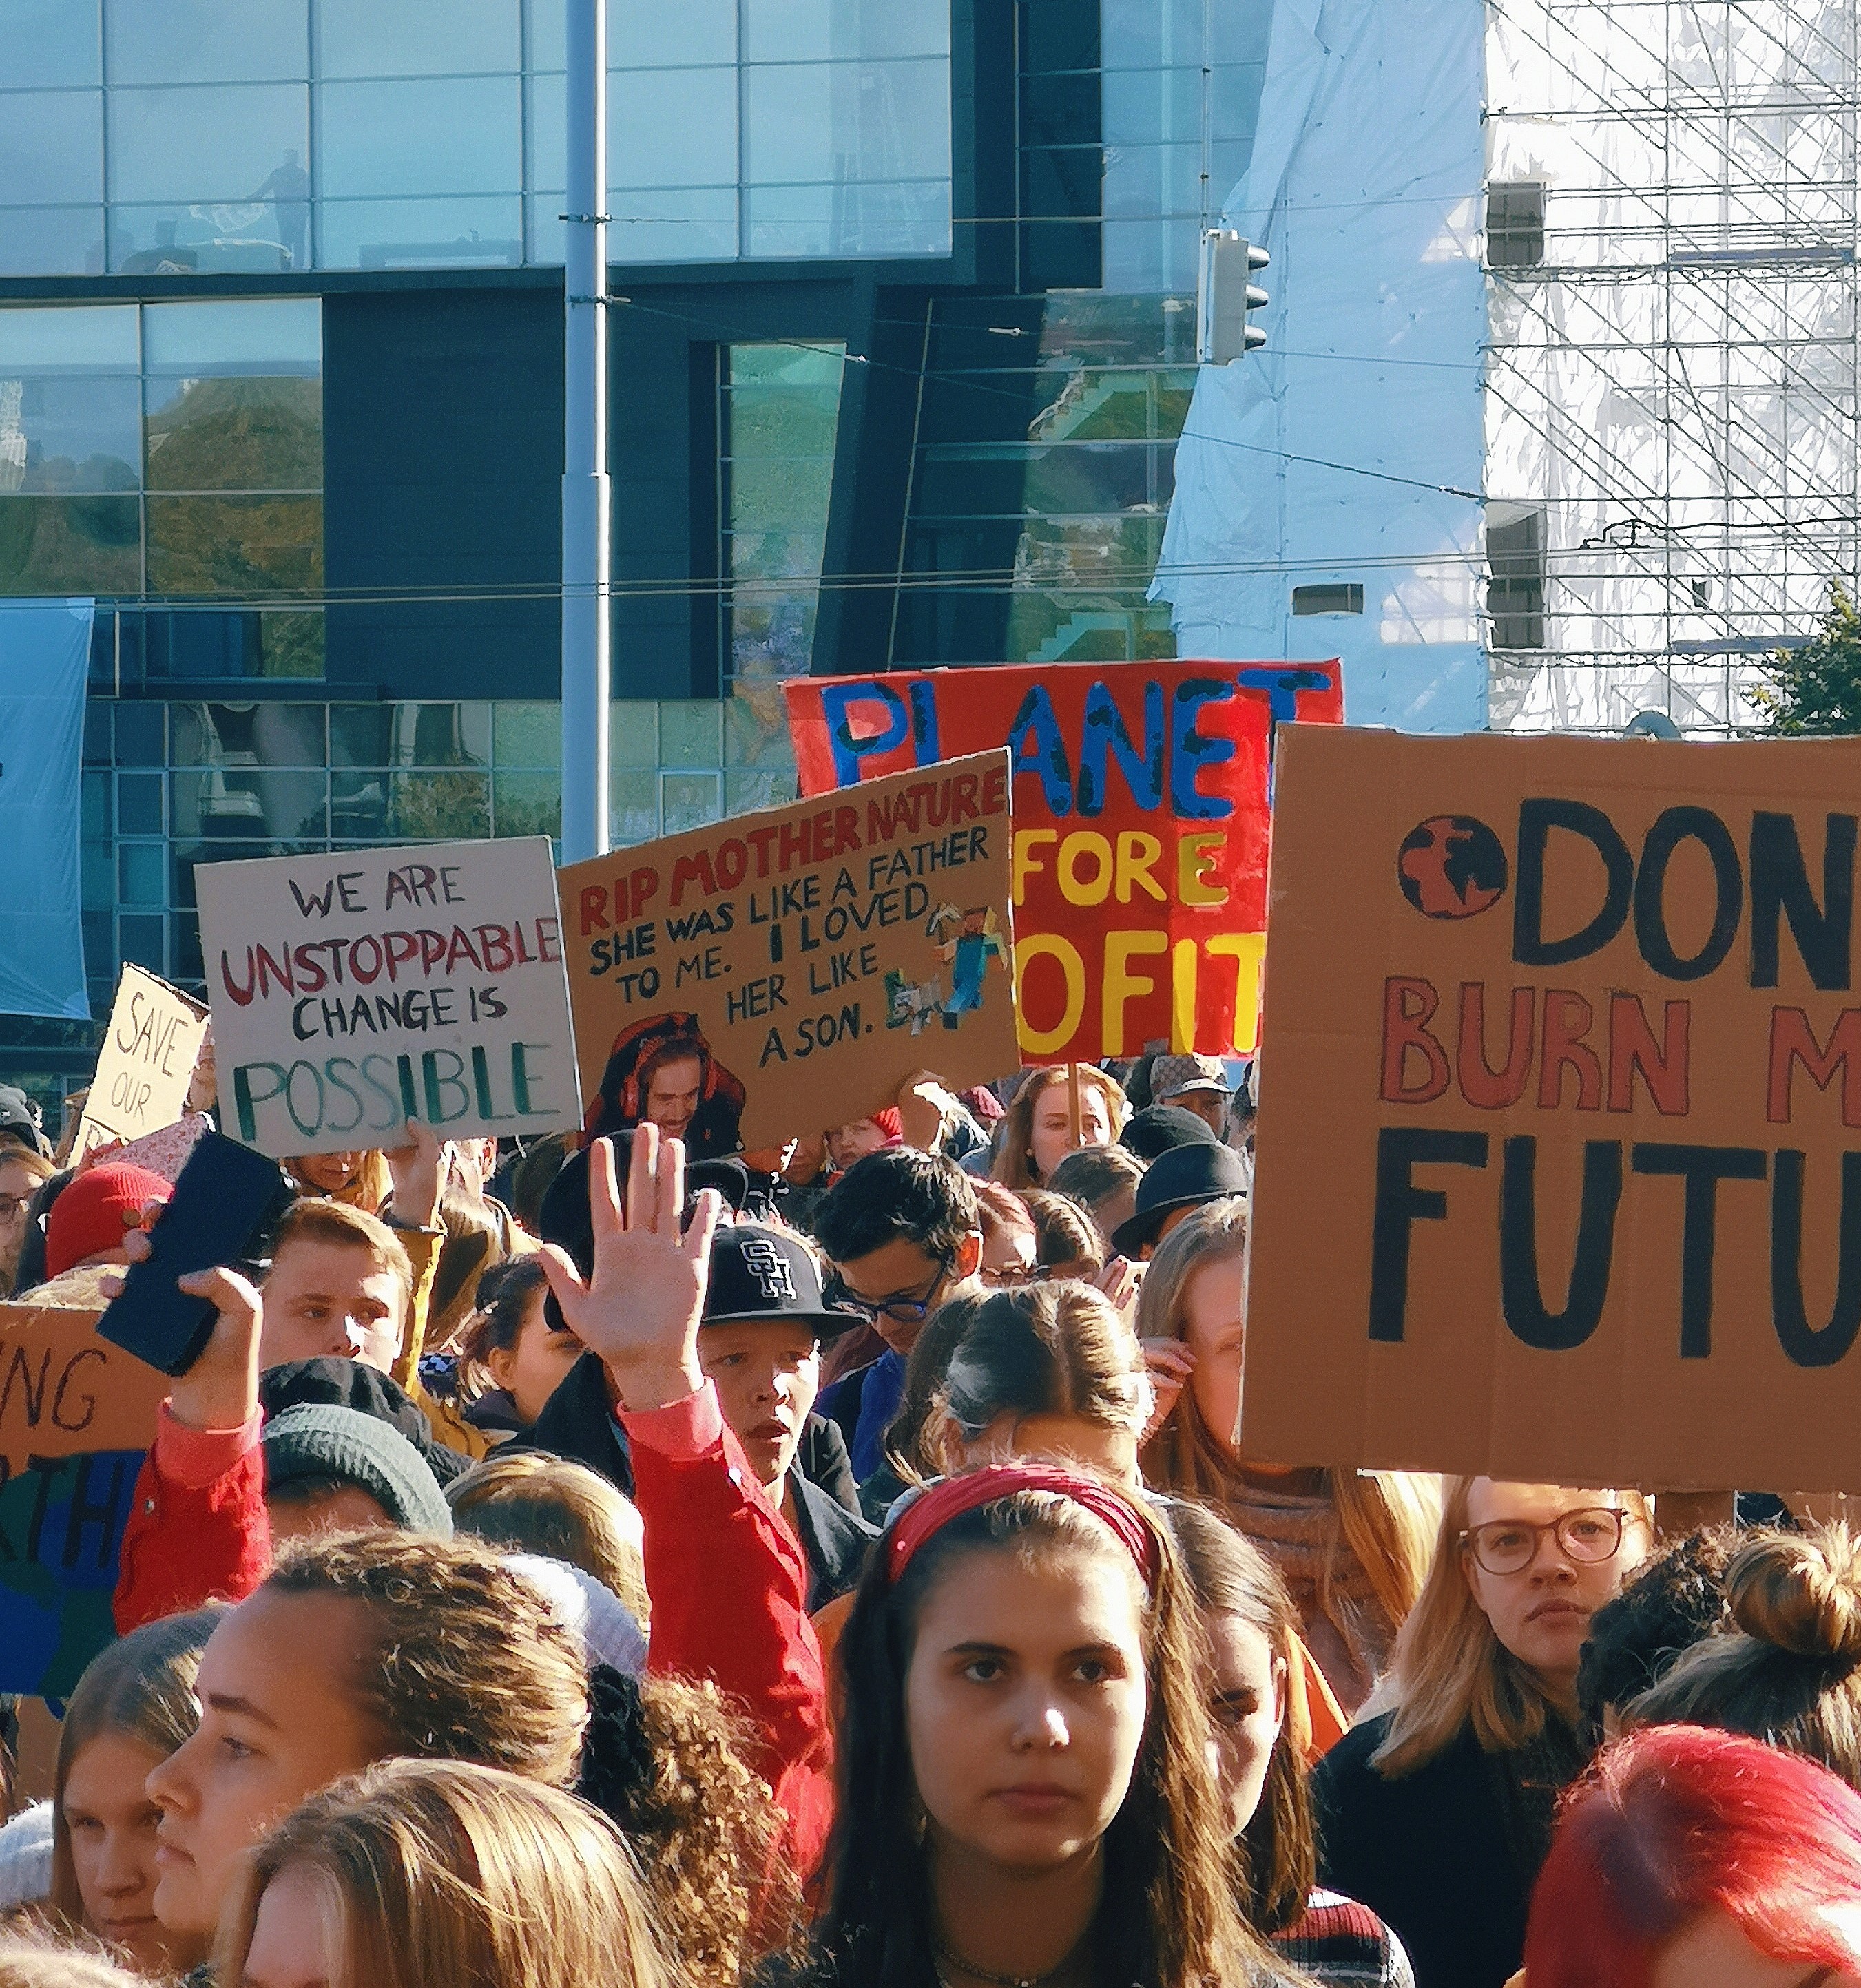 WE ARE
UNSTOPPABLE
CHANGE IS
POSSIBLE
SAVE
OUR
RIP MOTHER NATURE
SHE WAS LIKE A FATHER
TO ME. I LOVED
HER LIKE
A SON.
PLANET
FORE
OFIT
DON
BURN M
FUTU
SH
NG
RTH